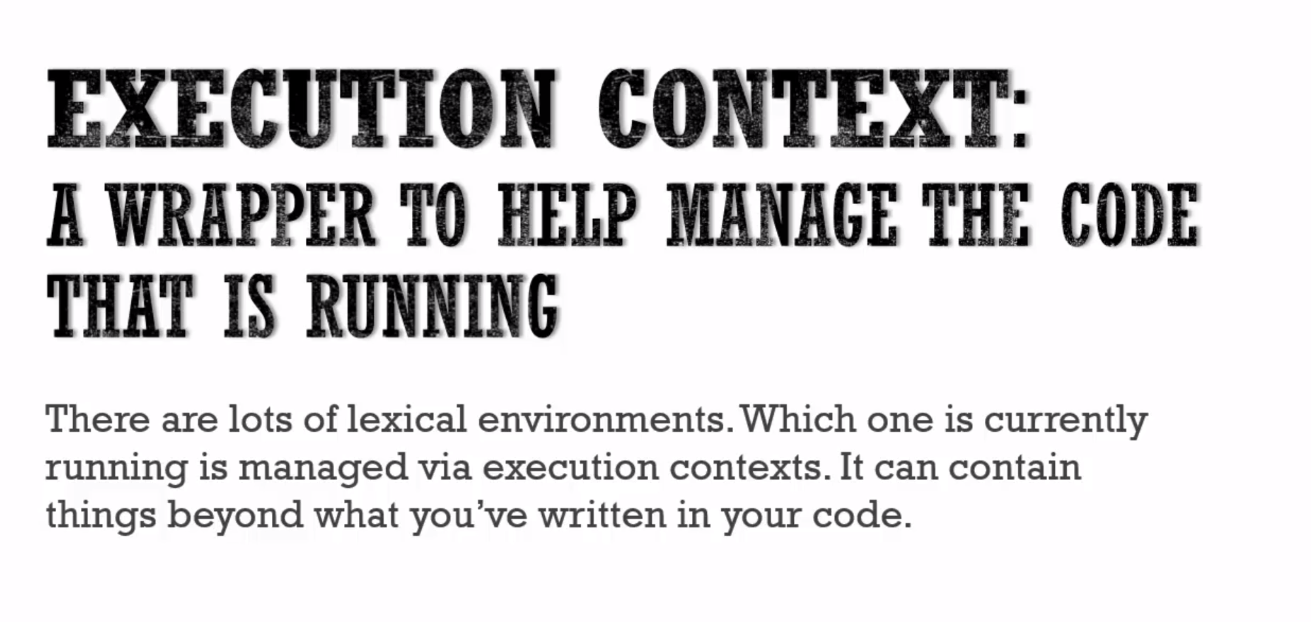 EXECUTION CONTEXT:
A WRAPPER TO HELP MANAGE THE CODE
THAT IS RUNNING
There are lots of lexical environments. Which one is currently
running is managed via execution contexts. It can contain
things beyond what you’ve written in your code.